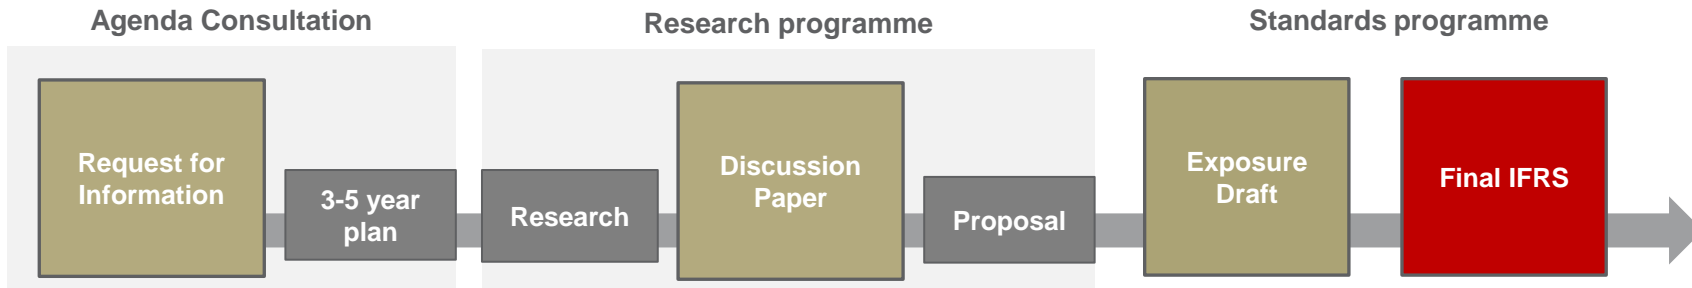 Agenda Consultation
Research programme
Standards programme
Request for
Information
3-5 year
plan
Research
Discussion
Paper
Proposal
Exposure
Draft
Final IFRS